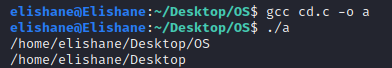 elishane@Elishane:~/Desktop/OS$ gcc cd.c -o a
elishane@Elishane:~/Desktop/OS$ ./a
/home/elishane/Desktop/OS
/home/elishane/Desktop